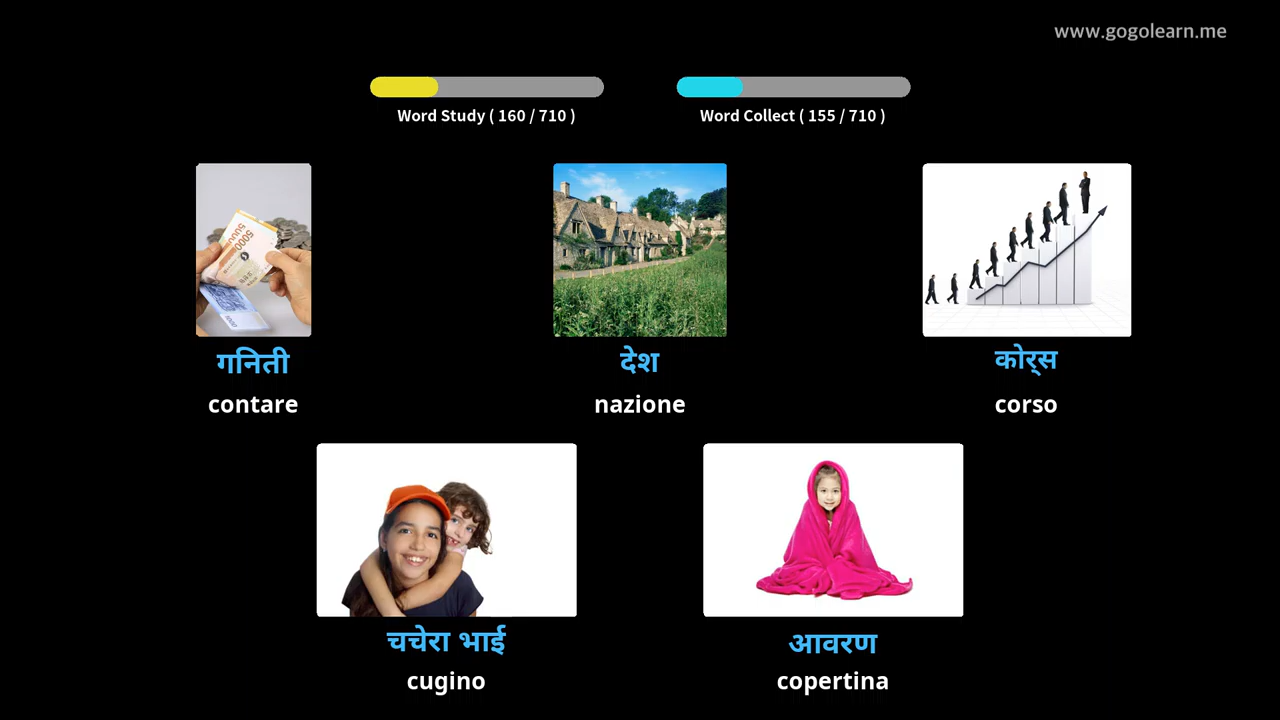 www.gogolearn.me
Word Study ( 160 / 710 )
Word Collect ( 155 / 710 )
गनिती
देश
कोर्स
contare
nazione
corso
चचेरा भाई
आवरण
cugino
copertina